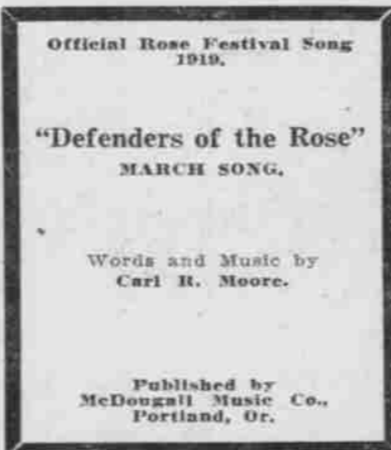 Official Rose Festival Song
1919.
"Defenders of the Rose"
MARCH SONG.
Words and Music by
Carl R. Moore.
Published by
McDougall Music Co.,
Portland, Or.